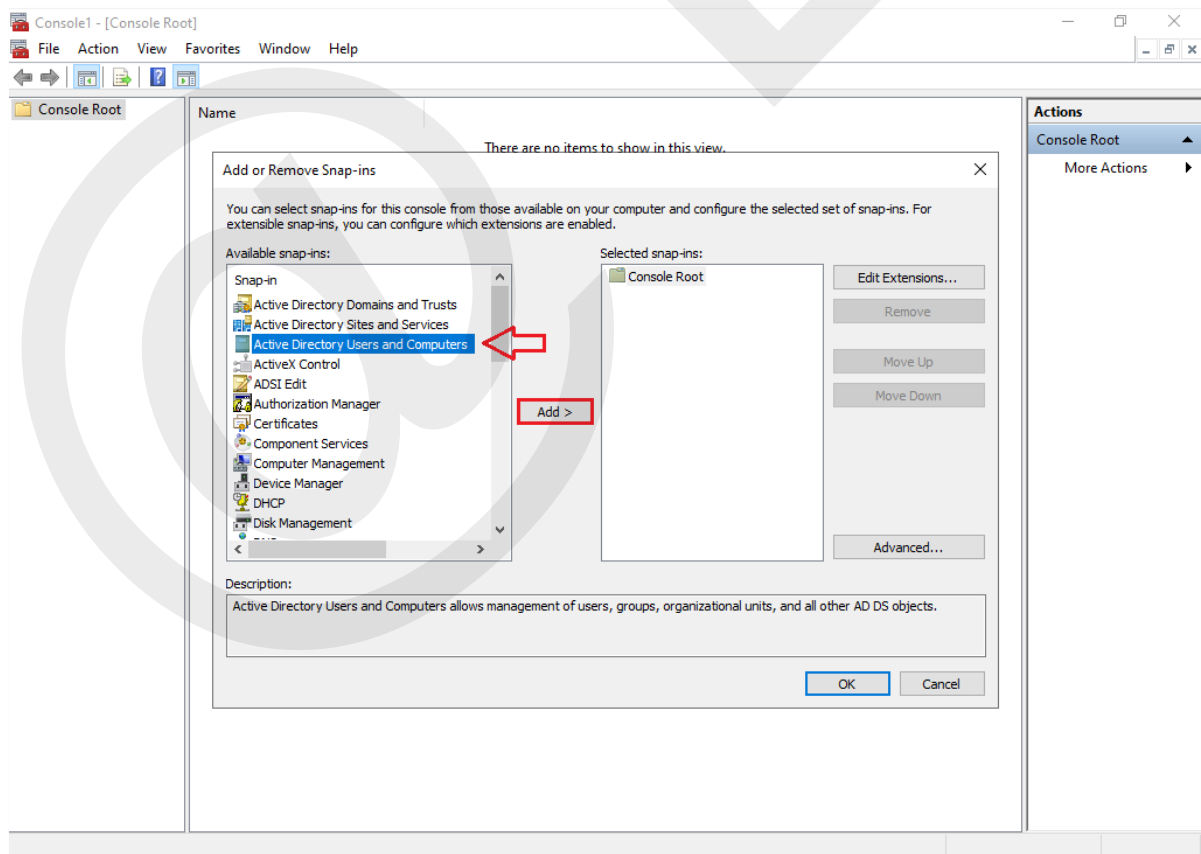 Console1 - [Console Root]
File Action View Favorites Window Help
Console Root
Name
There are no items to show in this view.
Actions
Console Root
More Actions
Add or Remove Snap-ins
You can select snap-ins for this console from those available on your computer and configure the selected set of snap-ins. For
extensible snap-ins, you can configure which extensions are enabled.
Available snap-ins:
Snap-in
Active Directory Domains and Trusts
Active Directory Sites and Services
Active Directory Users and Computers
ActiveX Control
ADSI Edit
Authorization Manager
Certificates
Component Services
Computer Management
Device Manager
DHCP
Disk Management
Add >
Selected snap-ins:
Console Root
Edit Extensions...
Remove
Move Up
Move Down
Advanced...
Description:
Active Directory Users and Computers allows management of users, groups, organizational units, and all other AD DS objects.
OK Cancel